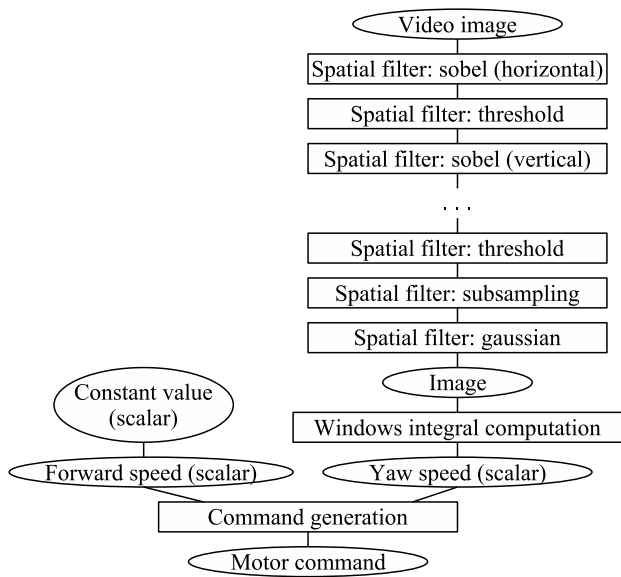 Video image
Spatial filter: sobel (horizontal)
Spatial filter: threshold
Spatial filter: sobel (vertical)
. . .
Spatial filter: threshold
Spatial filter: subsampling
Spatial filter: gaussian
Image
Constant value
(scalar)
Windows integral computation
Forward speed (scalar)
Yaw speed (scalar)
Command generation
Motor command